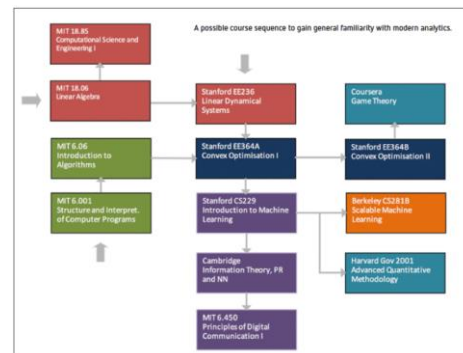 A possible course sequence to gain general familiarity with modern analytics.
MIT 18.85
Computational Science and
Engineering I
MIT 18.06
Linear Algebra
Stanford EE236
Linear Dynamical
Systems
Coursera
Game Theory
MIT 6.06
Introduction to
Algorithms
Stanford EE364A
Convex Optimisation I
Stanford EE364B
Convex Optimisation II
MIT 6.001
Structure and Interpret.
of Computer Programs
Stanford CS229
Introduction to Machine
Learning
Berkeley CS281B
Scalable Machine
Learning
Cambridge
Information Theory, PR
and NN
Harvard Gov 2001
Advanced Quantitative
Methodology
MIT 6.450
Principles of Digital
Communication I